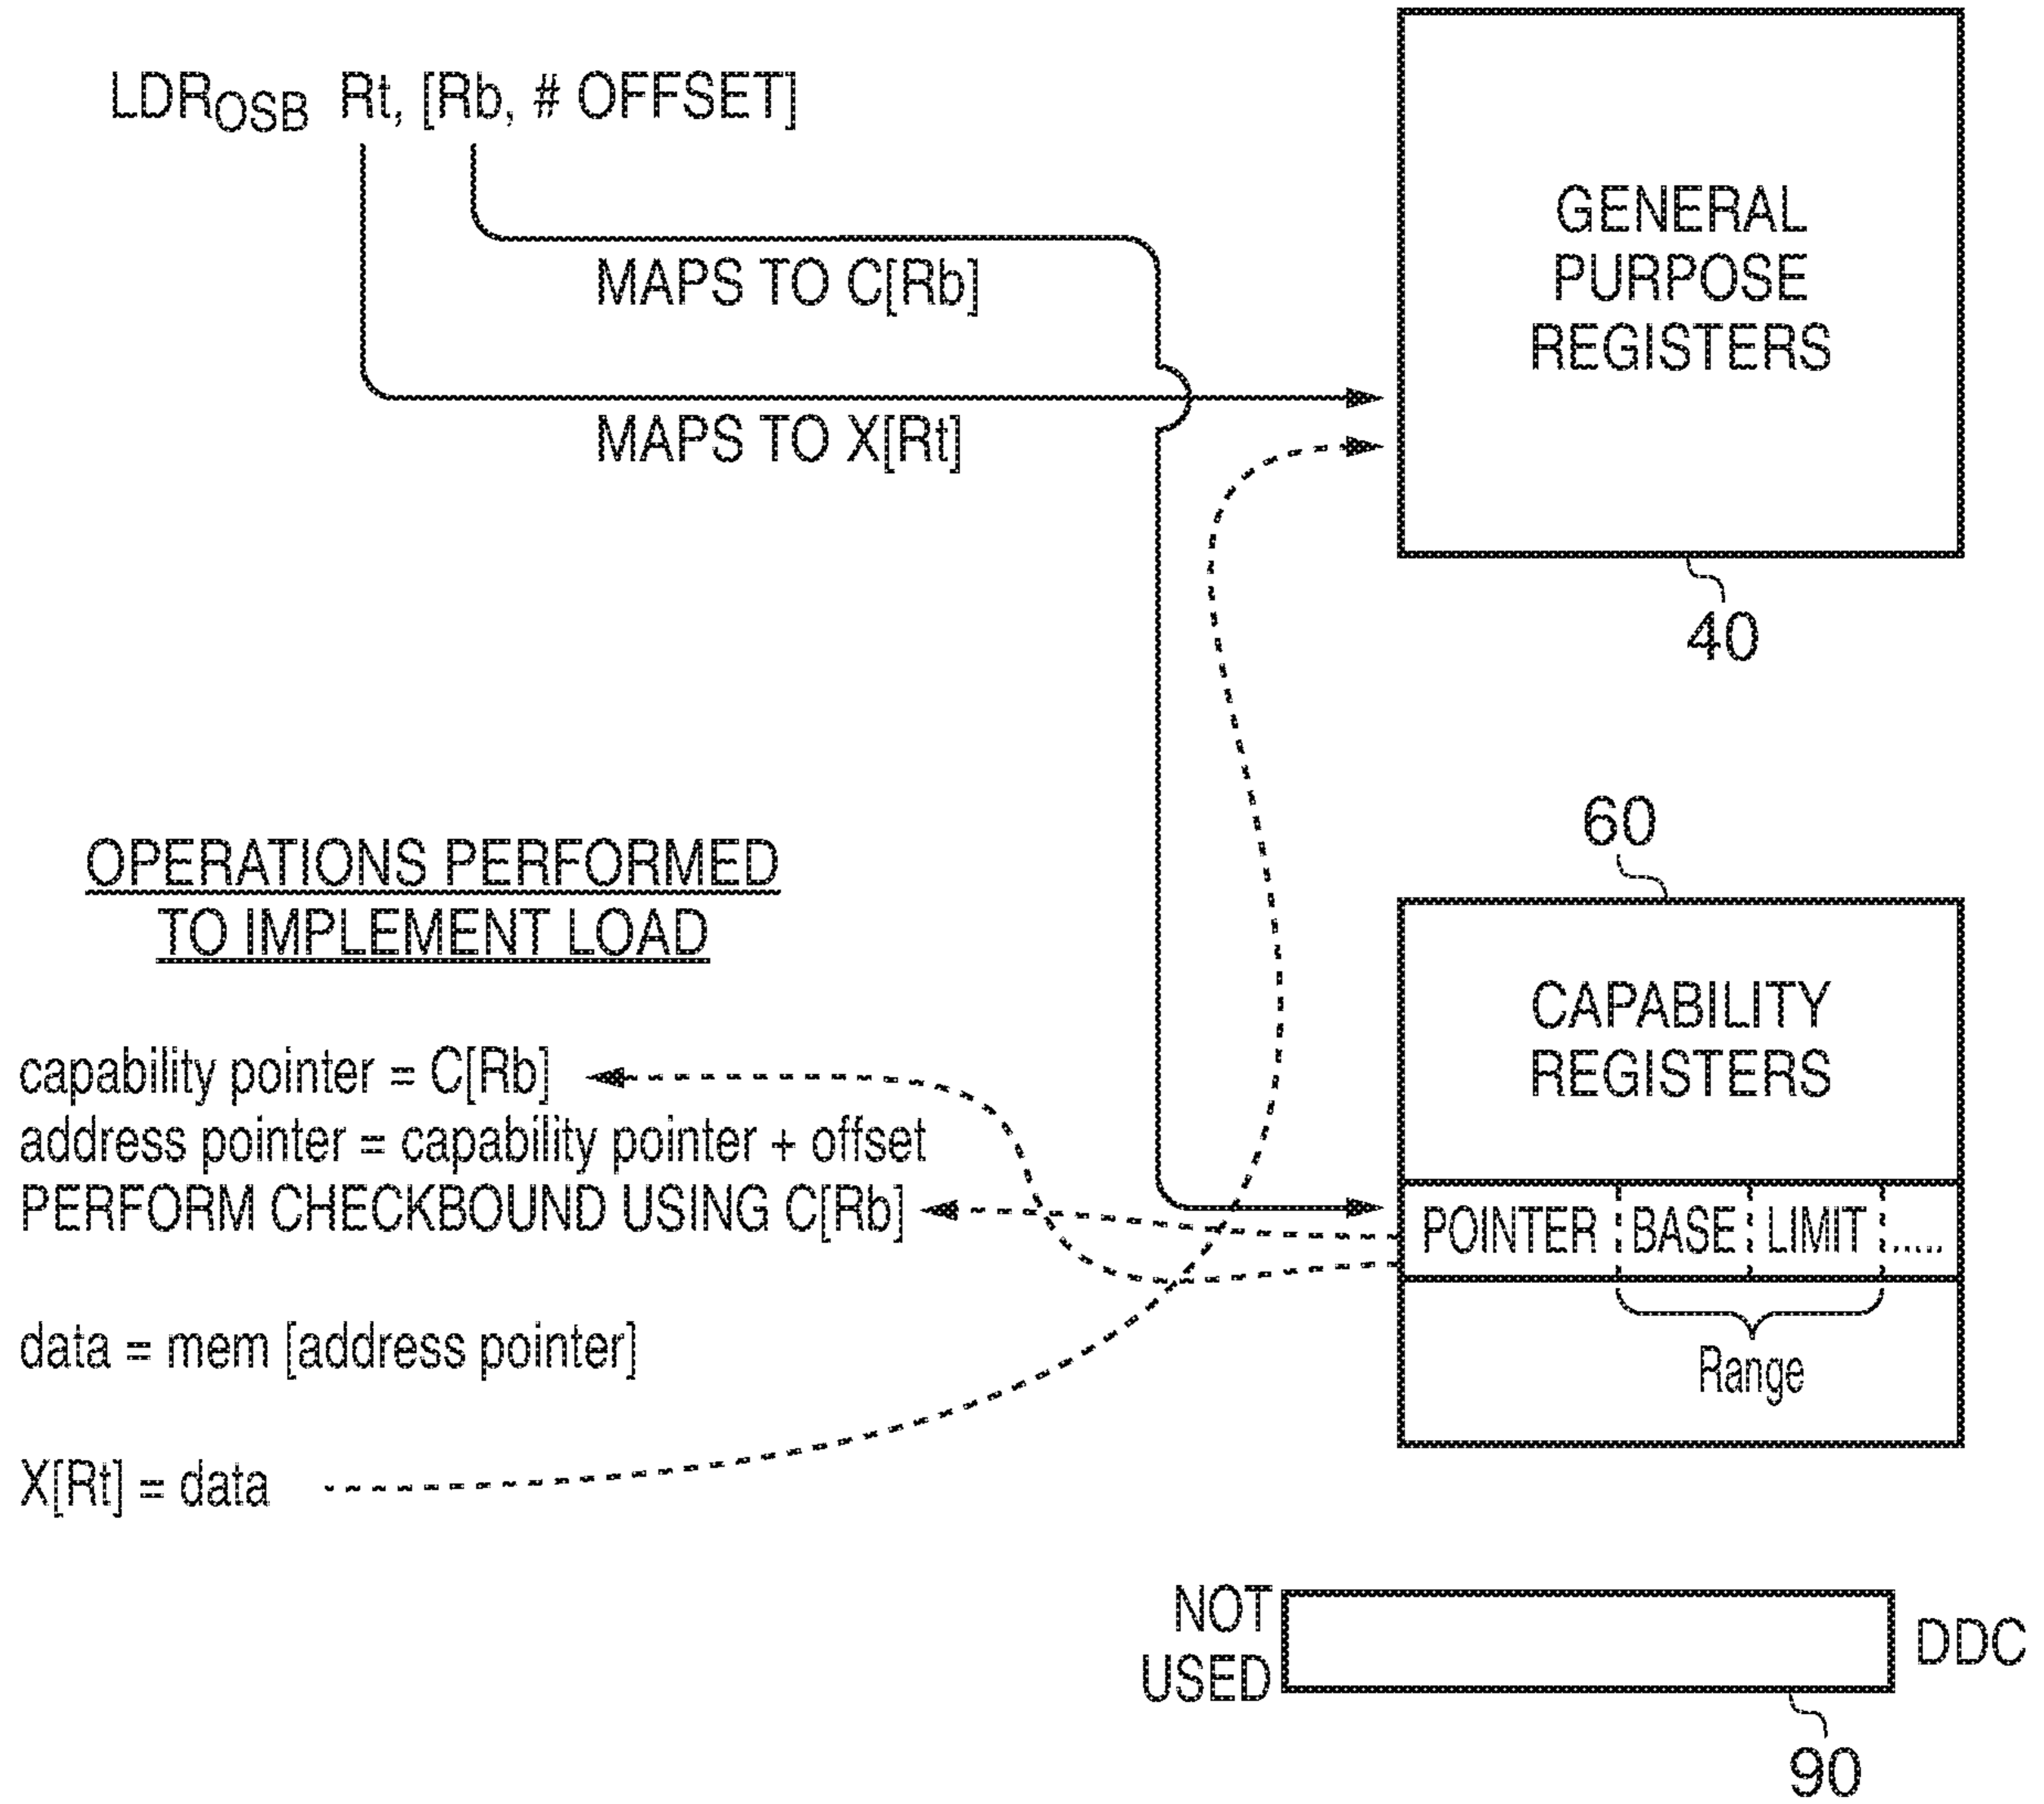 LDROSB Rt, [Rb, # OFFSET]
MAPS TO C[Rb]
MAPS TO X[Rt]
GENERAL
PURPOSE
REGISTERS
40
60
OPERATIONS PERFORMED
TO IMPLEMENT LOAD
CAPABILITY
REGISTERS
capability pointer = C[Rb]
address pointer = capability pointer + offset
PERFORM CHECKBOUND USING C[Rb]
POINTER BASE LIMIT .....
Range
data = mem [address pointer]
X[Rt] = data
NOT
USED
DDC
90